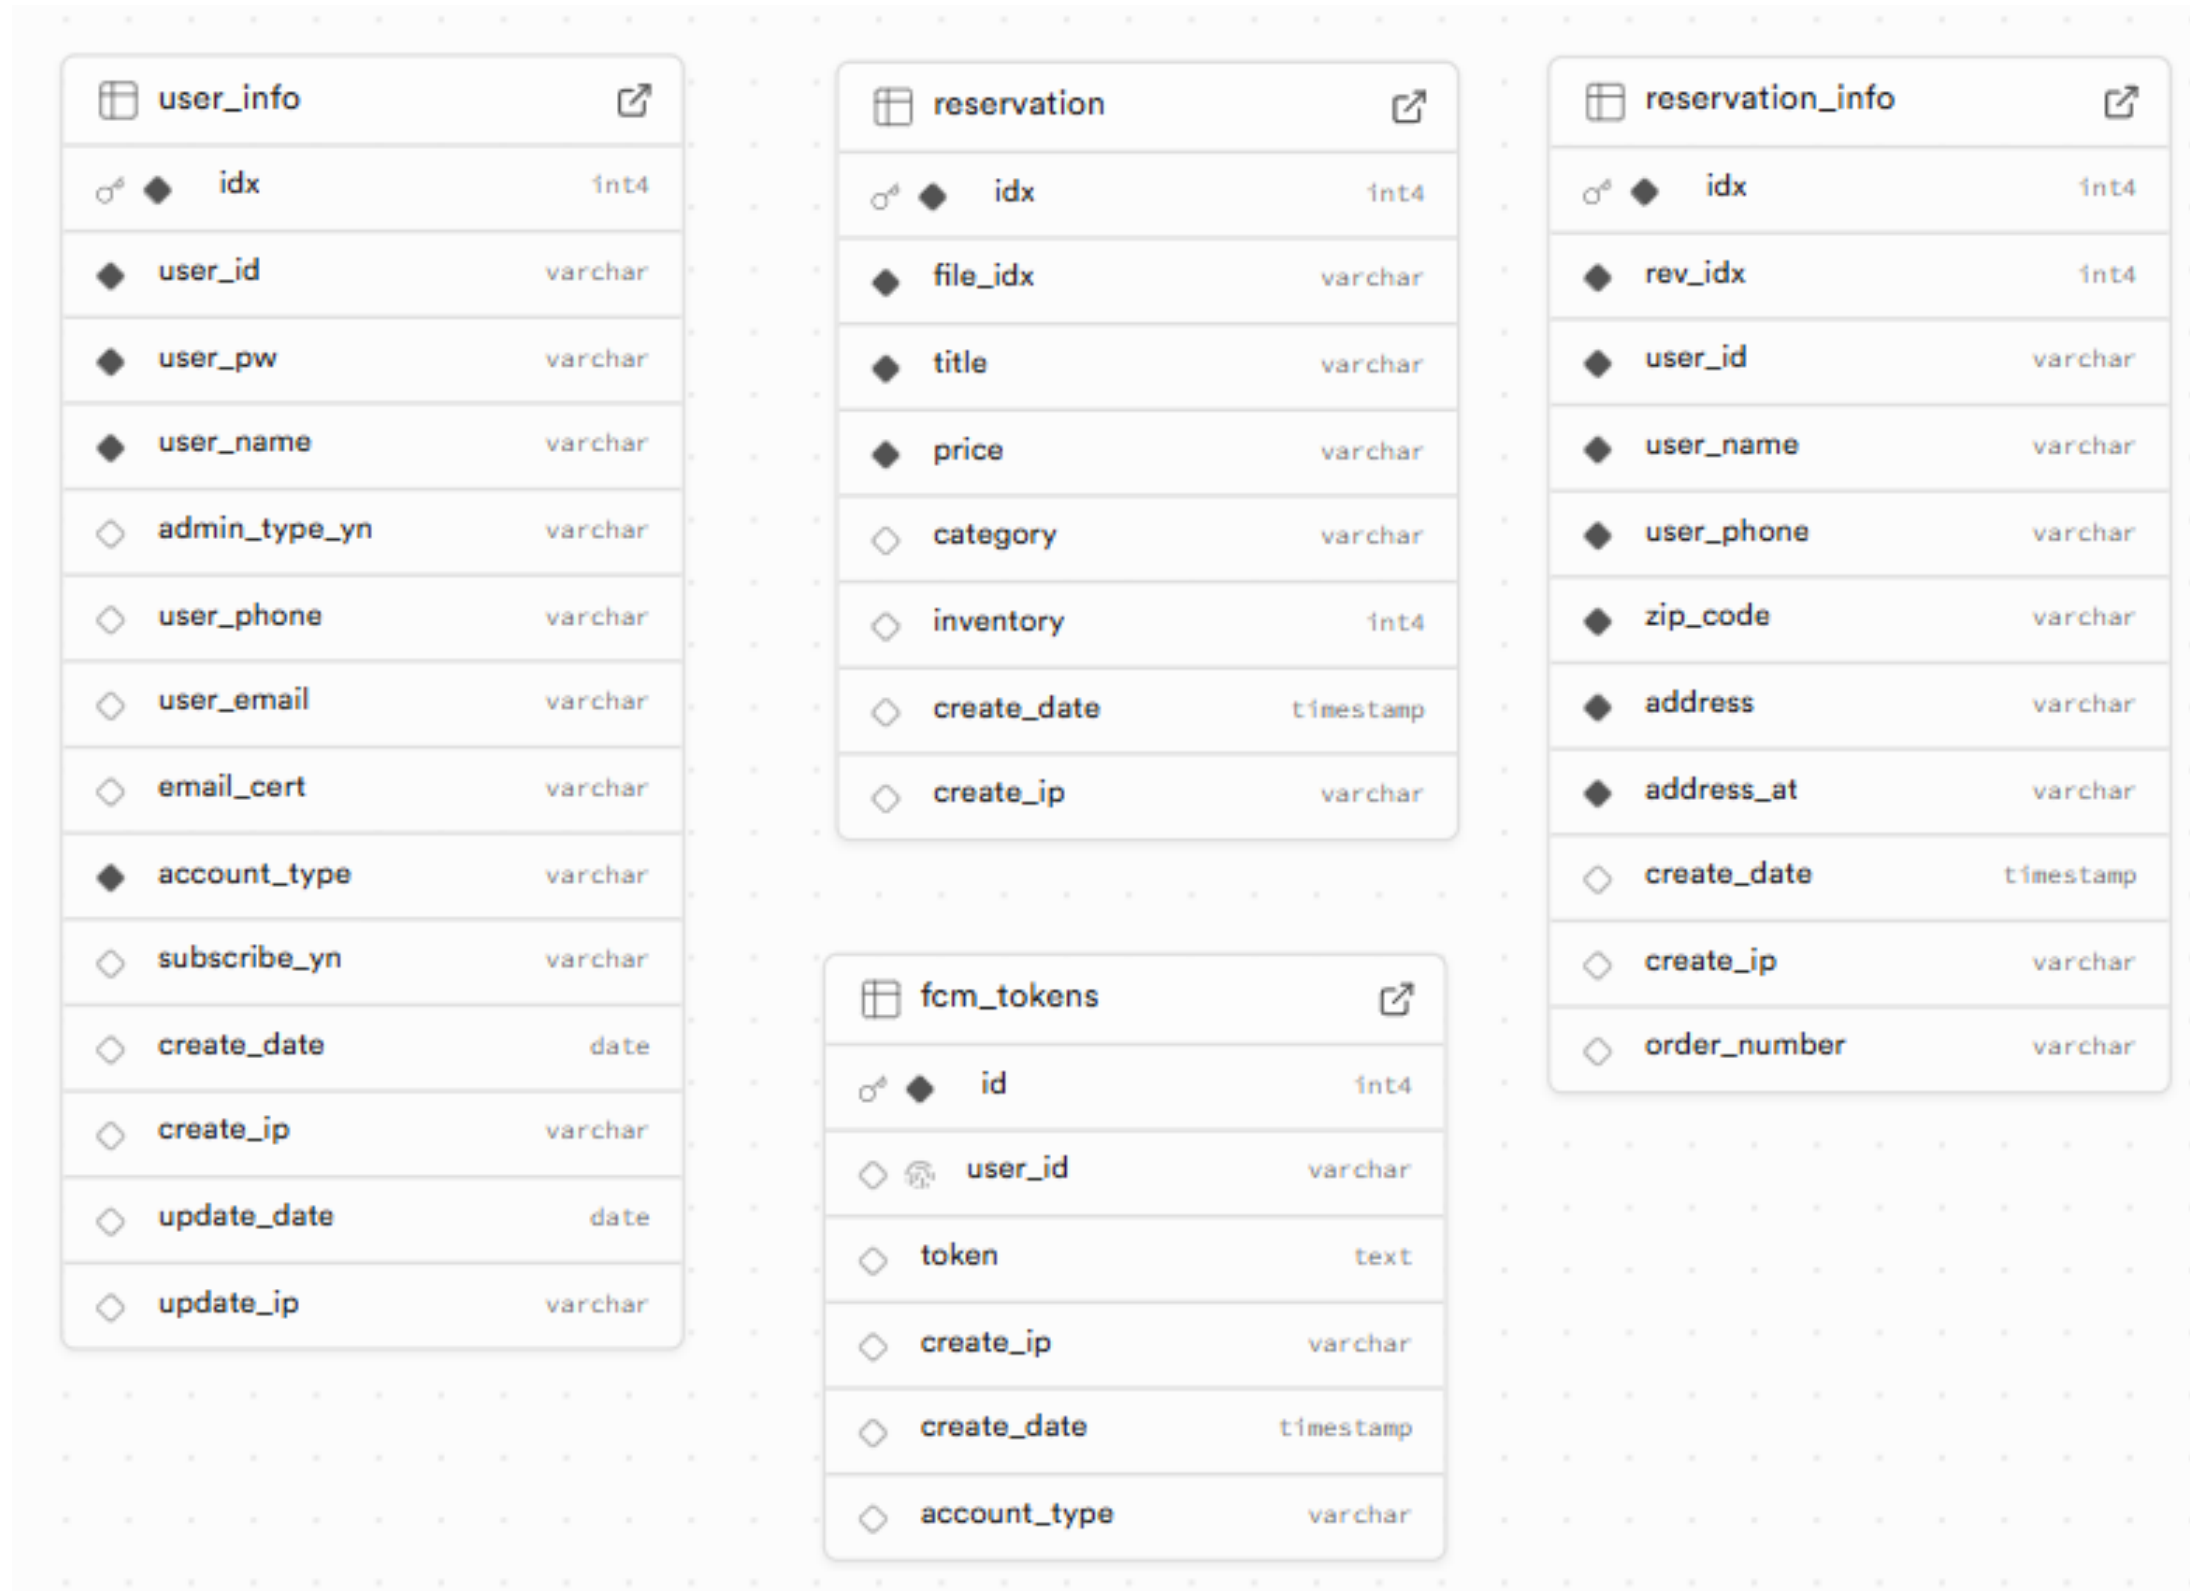 user_info
idx int4
user_id varchar
user_pw varchar
user_name varchar
admin_type_yn varchar
user_phone varchar
user_email varchar
email_cert varchar
account_type varchar
subscribe_yn varchar
create_date date
create_ip varchar
update_date date
update_ip varchar
reservation
idx int4
file_idx varchar
title varchar
price varchar
category varchar
inventory int4
create_date timestamp
create_ip varchar
fcm_tokens
id int4
user_id varchar
token text
create_ip varchar
create_date timestamp
account_type varchar
reservation_info
idx int4
rev_idx int4
user_id varchar
user_name varchar
user_phone varchar
zip_code varchar
address varchar
address_at varchar
create_date timestamp
create_ip varchar
order_number varchar